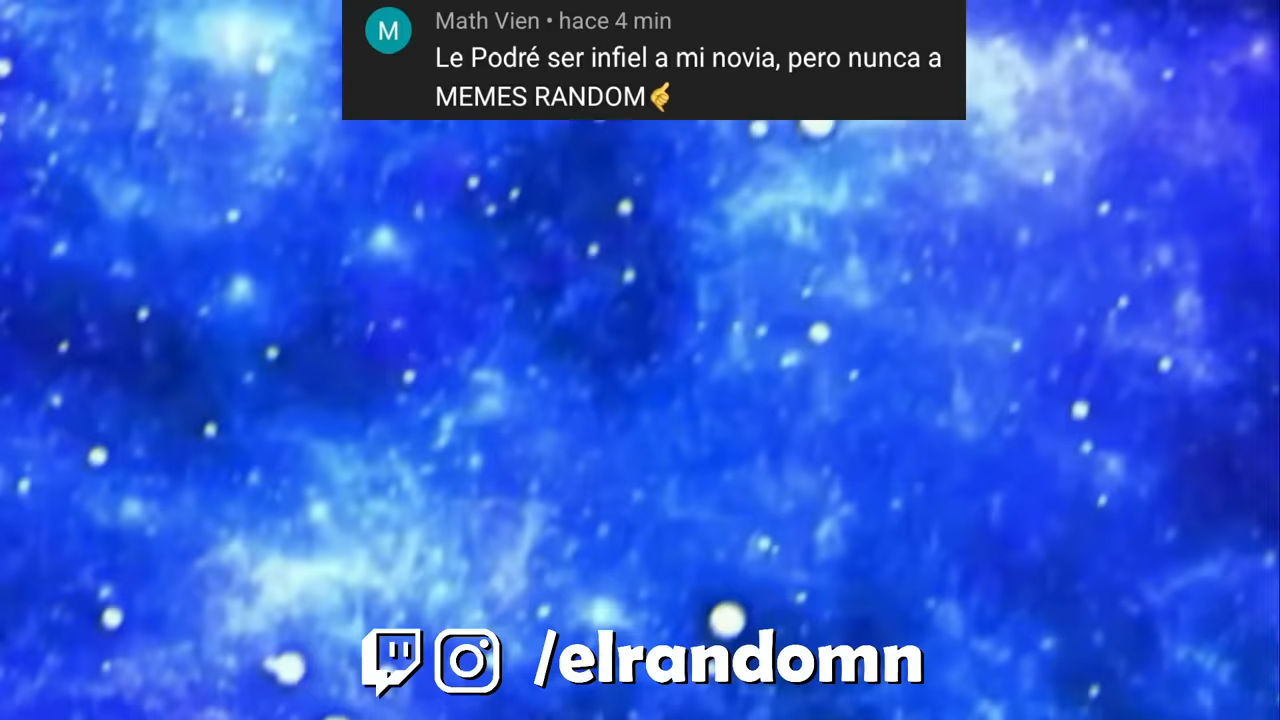 M
Math Vien • hace 4 min
Le Podré ser infiel a mi novia, pero nunca a
MEMES RANDOM🤙
/elrandomn